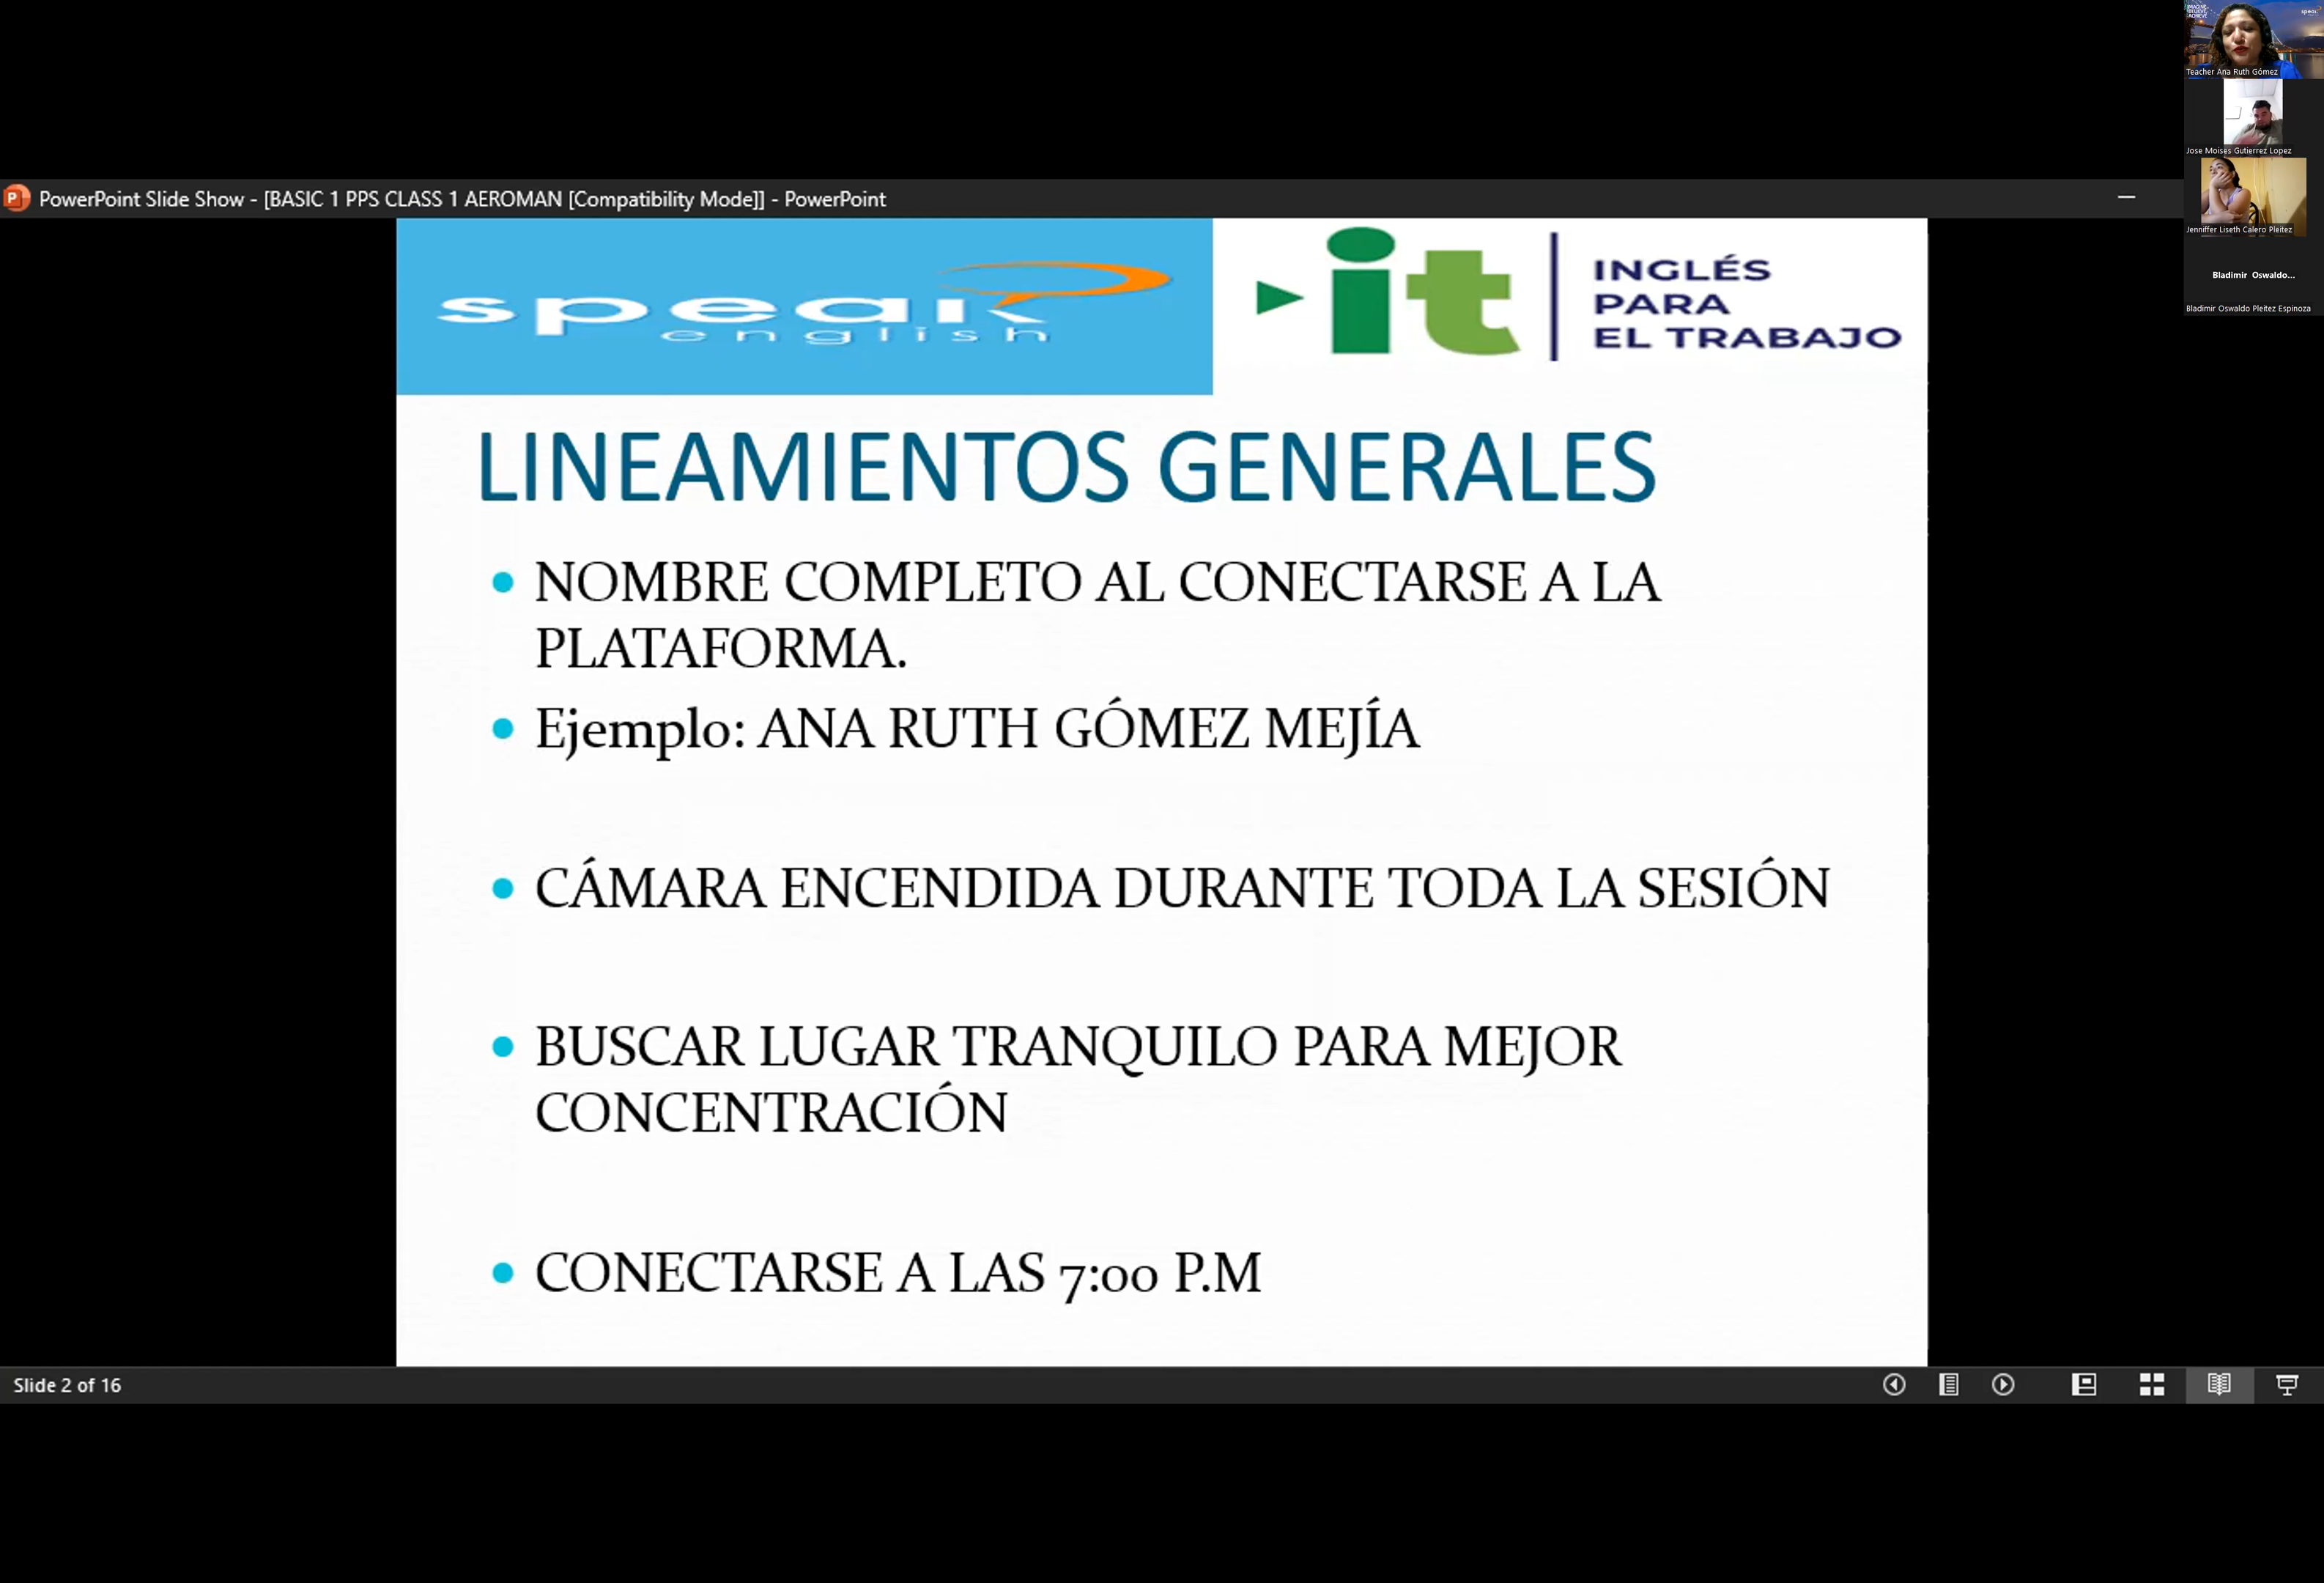 PowerPoint Slide Show - [BASIC 1 PPS CLASS 1 AEROMAN [Compatibility Mode]] - PowerPoint
speak
english
it
INGLÉS
PARA
EL TRABAJO
LINEAMIENTOS GENERALES
NOMBRE COMPLETO AL CONECTARSE A LA
PLATAFORMA.
Ejemplo: ANA RUTH GÓMEZ MEJÍA
CÁMARA ENCENDIDA DURANTE TODA LA SESIÓN
BUSCAR LUGAR TRANQUILO PARA MEJOR
CONCENTRACIÓN
CONECTARSE A LAS 7:00 P.M
Slide 2 of 16
Teacher Ana Ruth Gómez
Jose Moises Gutierrez Lopez
Jenniffer Liseth Calero Pleitez
Bladimir Oswaldo...
Bladimir Oswaldo Pleitez Espinoza